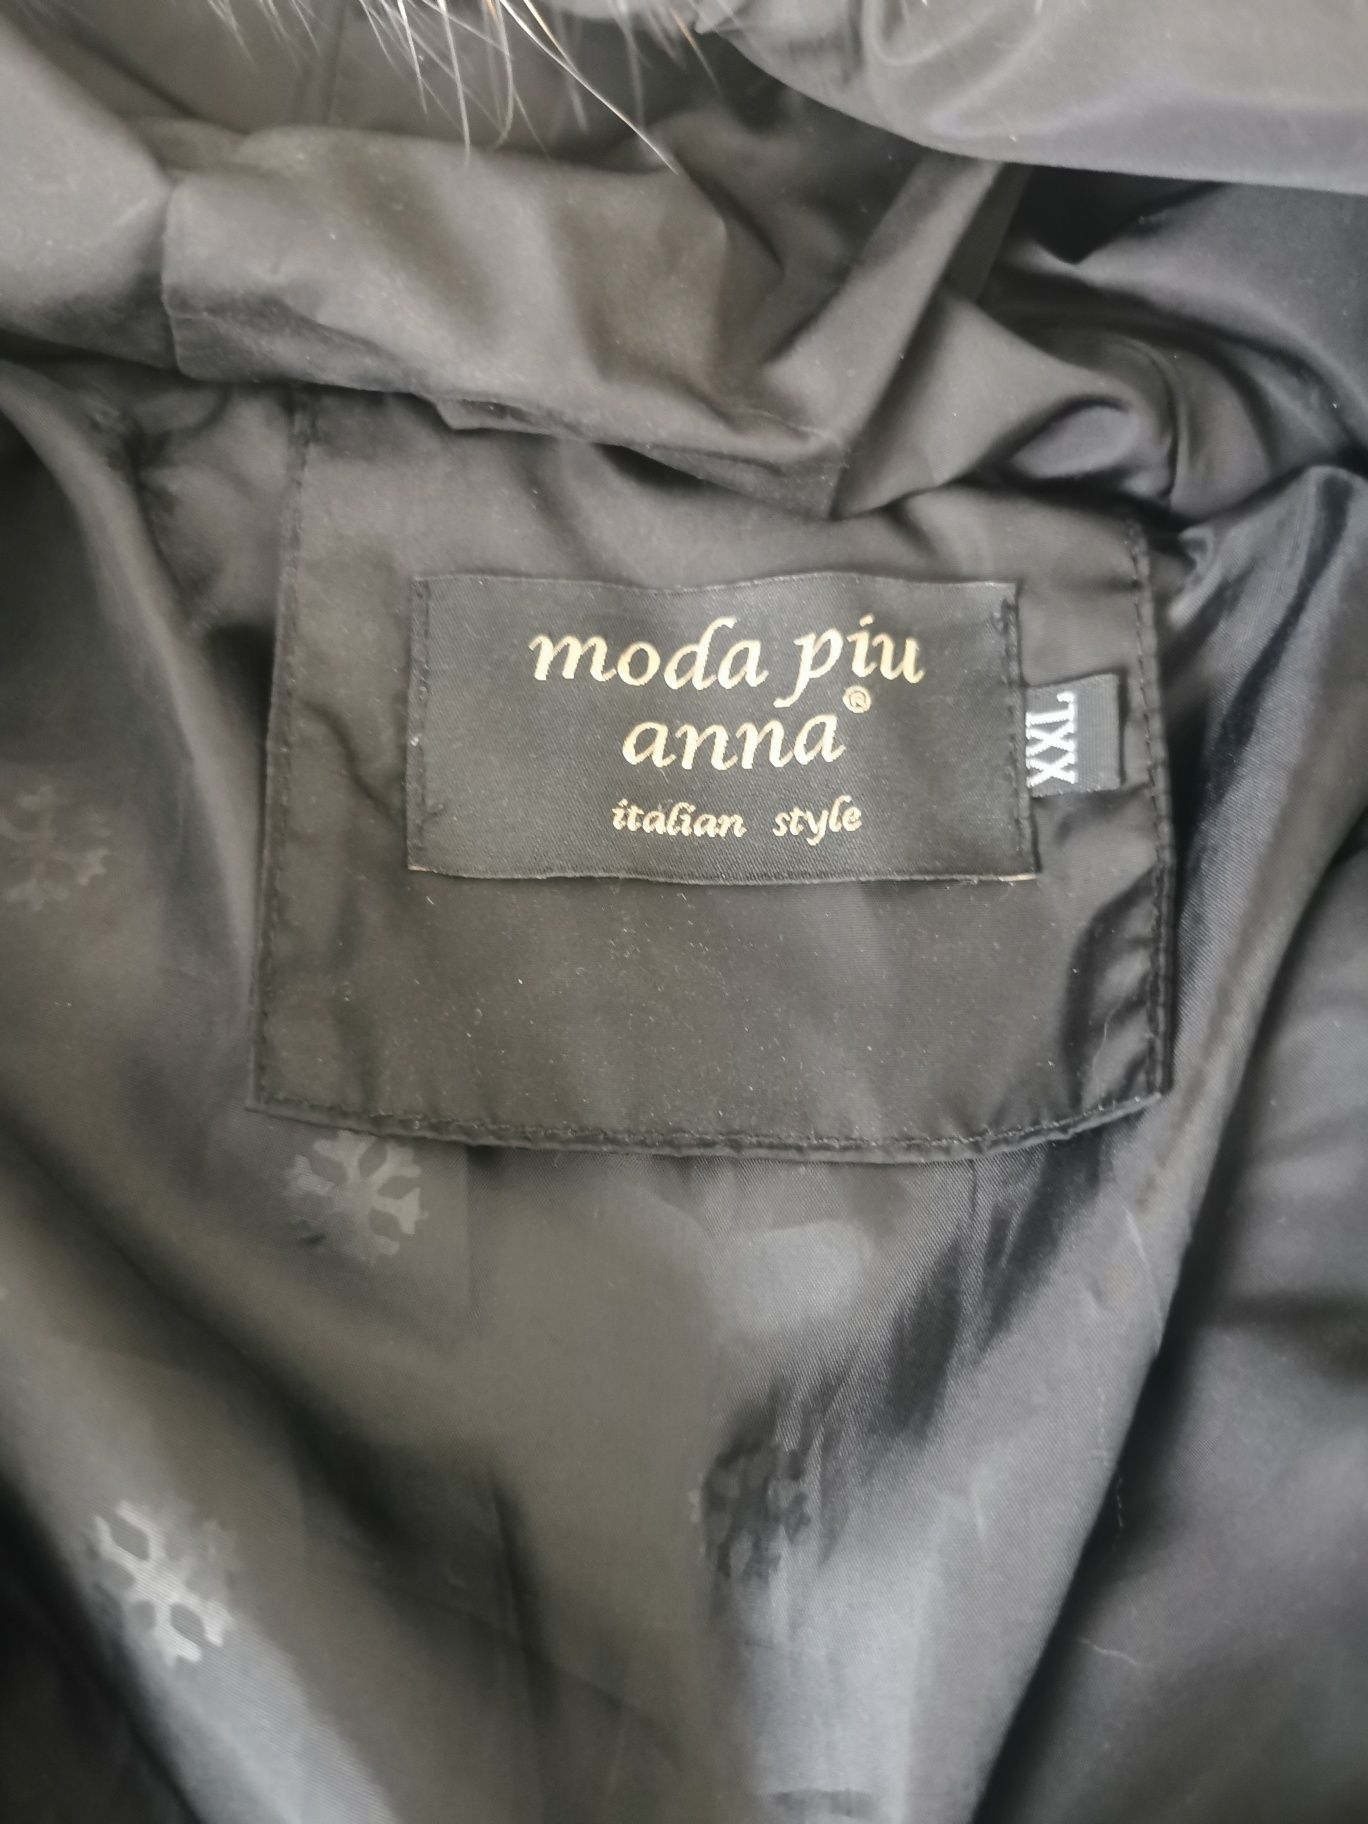 moda piu
anna®
italian style
XXL